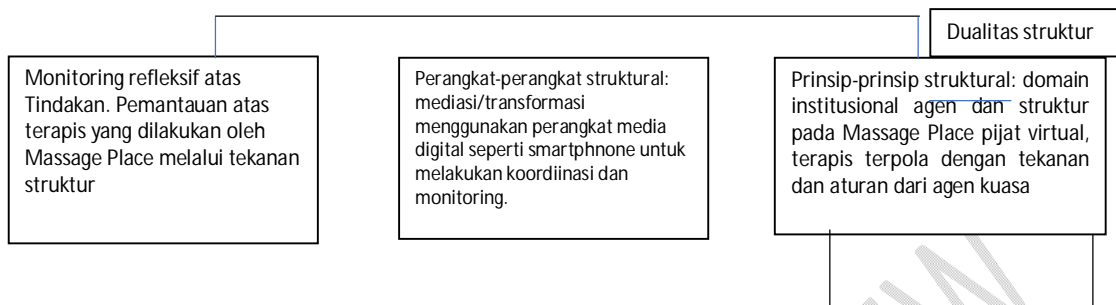 Dualitas struktur
Monitoring refleksif atas
Tindakan. Pemantauan atas
terapis yang dilakukan oleh
Massage Place melalui tekanan
struktur
Perangkat-perangkat struktural:
mediasi/transformasi
menggunakan perangkat media
digital seperti smartphnone untuk
melakukan koordiinasi dan
monitoring.
Prinsip-prinsip struktural: domain
institusional agen dan struktur
pada Massage Place pijat virtual,
terapis terpola dengan tekanan
dan aturan dari agen kuasa